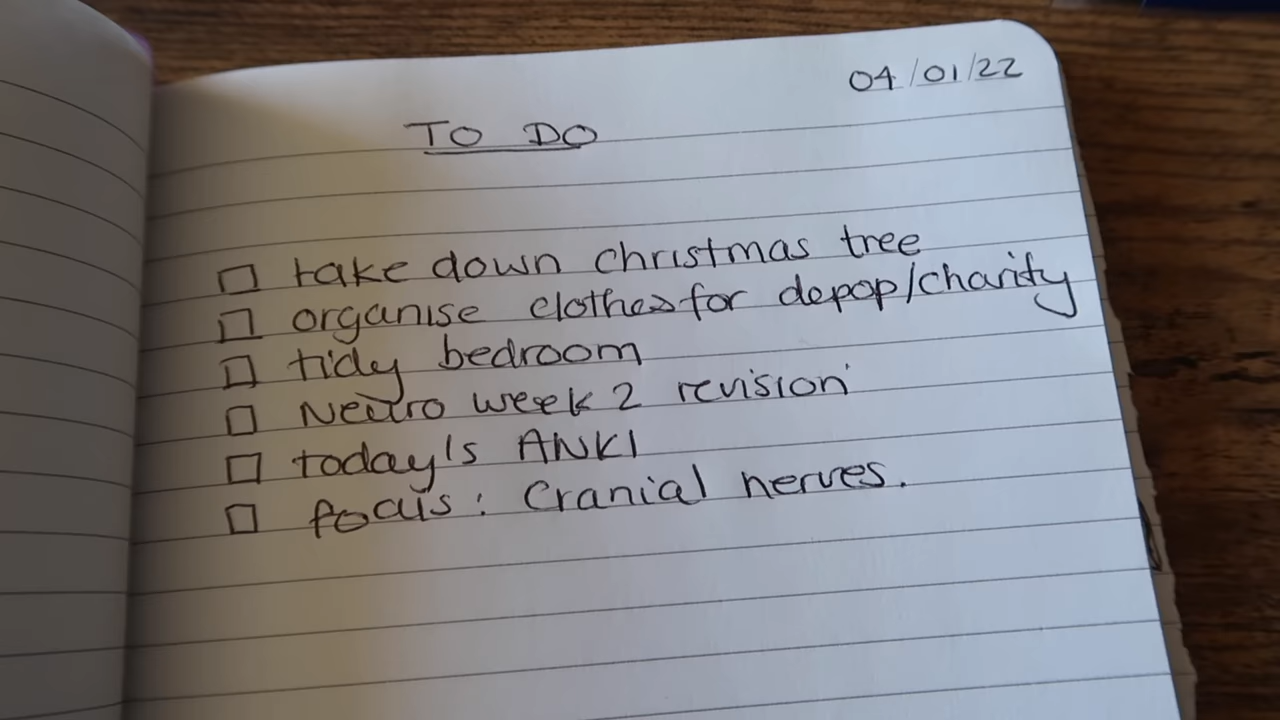 04/01/22
TO DO
take down christmas tree
organise clothes for depop/charity
tidy bedroom
Neuro week 2 revision
today's ANKI
focus: Cranial nerves.